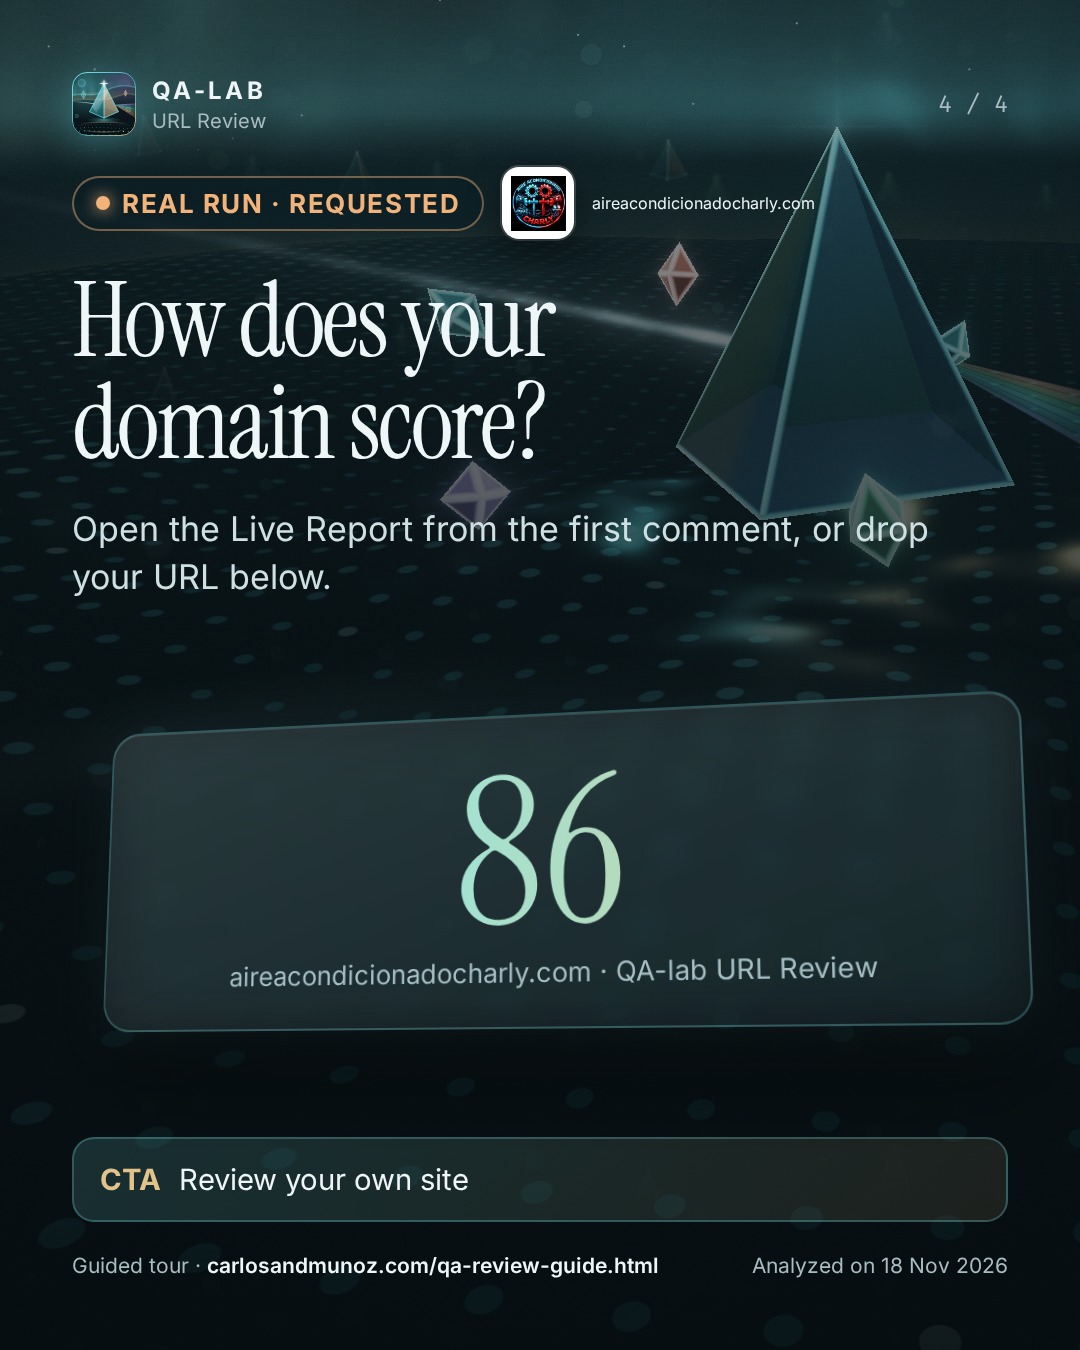 QA-LAB
URL Review
4 / 4
REAL RUN · REQUESTED
CHARLY
aireacondicionadocharly.com
How does your
domain score?
Open the Live Report from the first comment, or drop
your URL below.
86
aireacondicionadocharly.com · QA-lab URL Review
CTA Review your own site
Guided tour · carlosandmunoz.com/qa-review-guide.html
Analyzed on 18 Nov 2026